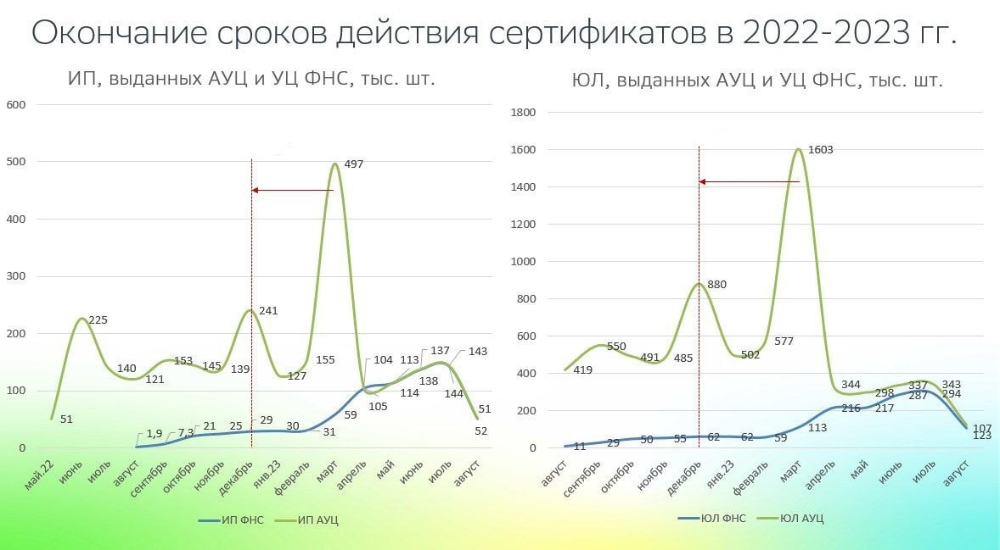 Окончание сроков действия сертификатов в 2022-2023 гг.
ИП, выданных АУЦ и УЦ ФНС, тыс. шт.
600
500
400
300
200
100
0
51
225
140
121
153
145
139
241
127
155
497
104
113
137
143
51
1,9
7,3
21
25
29
30
31
59
105
114
138
144
52
май.22
июнь
июль
август
сентябрь
октябрь
ноябрь
декабрь
янв.23
февраль
март
апрель
май
июнь
июль
август
ИП ФНС
ИП АУЦ
ЮЛ, выданных АУЦ и УЦ ФНС, тыс. шт.
1800
1600
1400
1200
1000
800
600
400
200
0
419
550
491
485
880
502
577
1603
344
298
337
343
123
11
29
50
55
62
62
59
113
216
217
287
294
107
август
сентябрь
октябрь
ноябрь
декабрь
янв.23
февраль
март
апрель
май
июнь
июль
август
ЮЛ ФНС
ЮЛ АУЦ